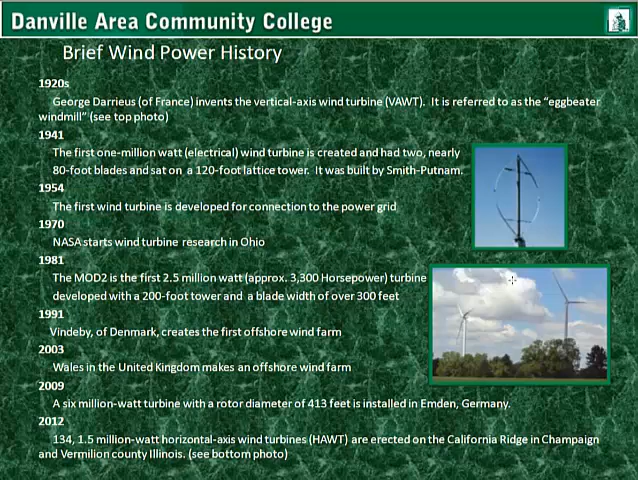 Danville Area Community College
Brief Wind Power History
1920s
George Darrieus (of France) invents the vertical-axis wind turbine (VAWT). It is referred to as the “eggbeater
windmill” (see top photo)
1941
The first one-million watt (electrical) wind turbine is created and had two, nearly
80-foot blades and sat on a 120-foot lattice tower. It was built by Smith-Putnam.
1954
The first wind turbine is developed for connection to the power grid
1970
NASA starts wind turbine research in Ohio
1981
The MOD2 is the first 2.5 million watt (approx. 3,300 Horsepower) turbine
developed with a 200-foot tower and a blade width of over 300 feet
1991
Vindeby, of Denmark, creates the first offshore wind farm
2003
Wales in the United Kingdom makes an offshore wind farm
2009
A six million-watt turbine with a rotor diameter of 413 feet is installed in Emden, Germany.
2012
134, 1.5 million-watt horizontal-axis wind turbines (HAWT) are erected on the California Ridge in Champaign
and Vermilion county Illinois. (see bottom photo)